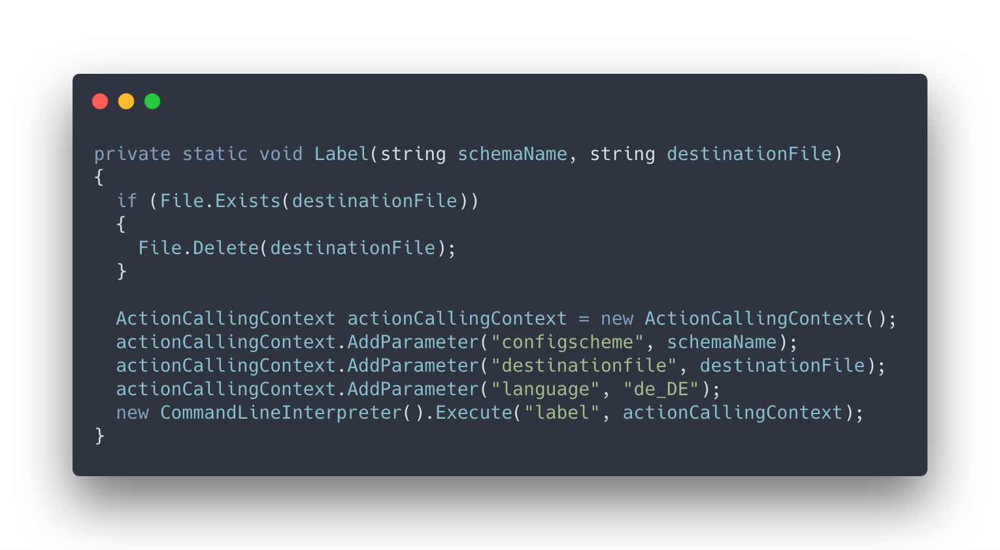 private static void Label(string schemaName, string destinationFile)
{
  if (File.Exists(destinationFile))
  {
    File.Delete(destinationFile);
  }

  ActionCallingContext actionCallingContext = new ActionCallingContext();
  actionCallingContext.AddParameter("configscheme", schemaName);
  actionCallingContext.AddParameter("destinationfile", destinationFile);
  actionCallingContext.AddParameter("language", "de_DE");
  new CommandLineInterpreter().Execute("label", actionCallingContext);
}